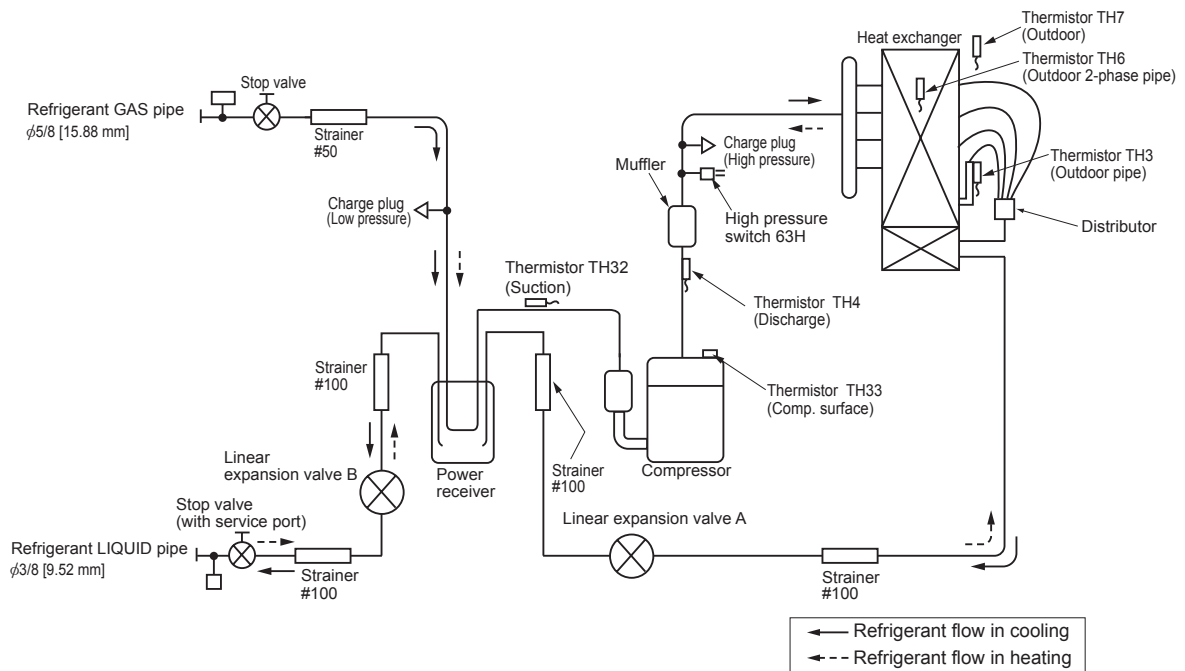 Thermistor TH7
(Outdoor)
Heat exchanger
Thermistor TH6
(Outdoor 2-phase pipe)
Stop valve
Refrigerant GAS pipe
ϕ5/8 [15.88 mm]
Strainer
#50
Charge plug
(High pressure)
Muffler
Thermistor TH3
(Outdoor pipe)
Charge plug
(Low pressure)
High pressure
switch 63H
Distributor
Thermistor TH32
(Suction)
Thermistor TH4
(Discharge)
Strainer
#100
Thermistor TH33
(Comp. surface)
Linear
expansion valve B
Power
receiver
Strainer
#100
Compressor
Stop valve
(with service port)
Linear expansion valve A
Refrigerant LIQUID pipe
ϕ3/8 [9.52 mm]
Strainer
#100
Strainer
#100
Refrigerant flow in cooling
Refrigerant flow in heating